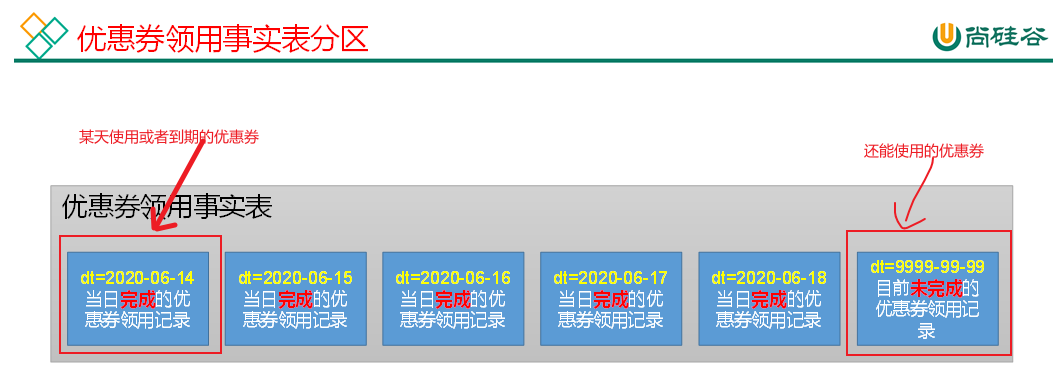 优惠券领用事实表分区
尚硅谷
某天使用或者到期的优惠券
还能使用的优惠券
优惠券领用事实表
dt=2020-06-14
当日完成的优
惠券领用记录
dt=2020-06-15
当日完成的优
惠券领用记录
dt=2020-06-16
当日完成的优
惠券领用记录
dt=2020-06-17
当日完成的优
惠券领用记录
dt=2020-06-18
当日完成的优
惠券领用记录
dt=9999-99-99
目前未完成的
优惠券领用记
录